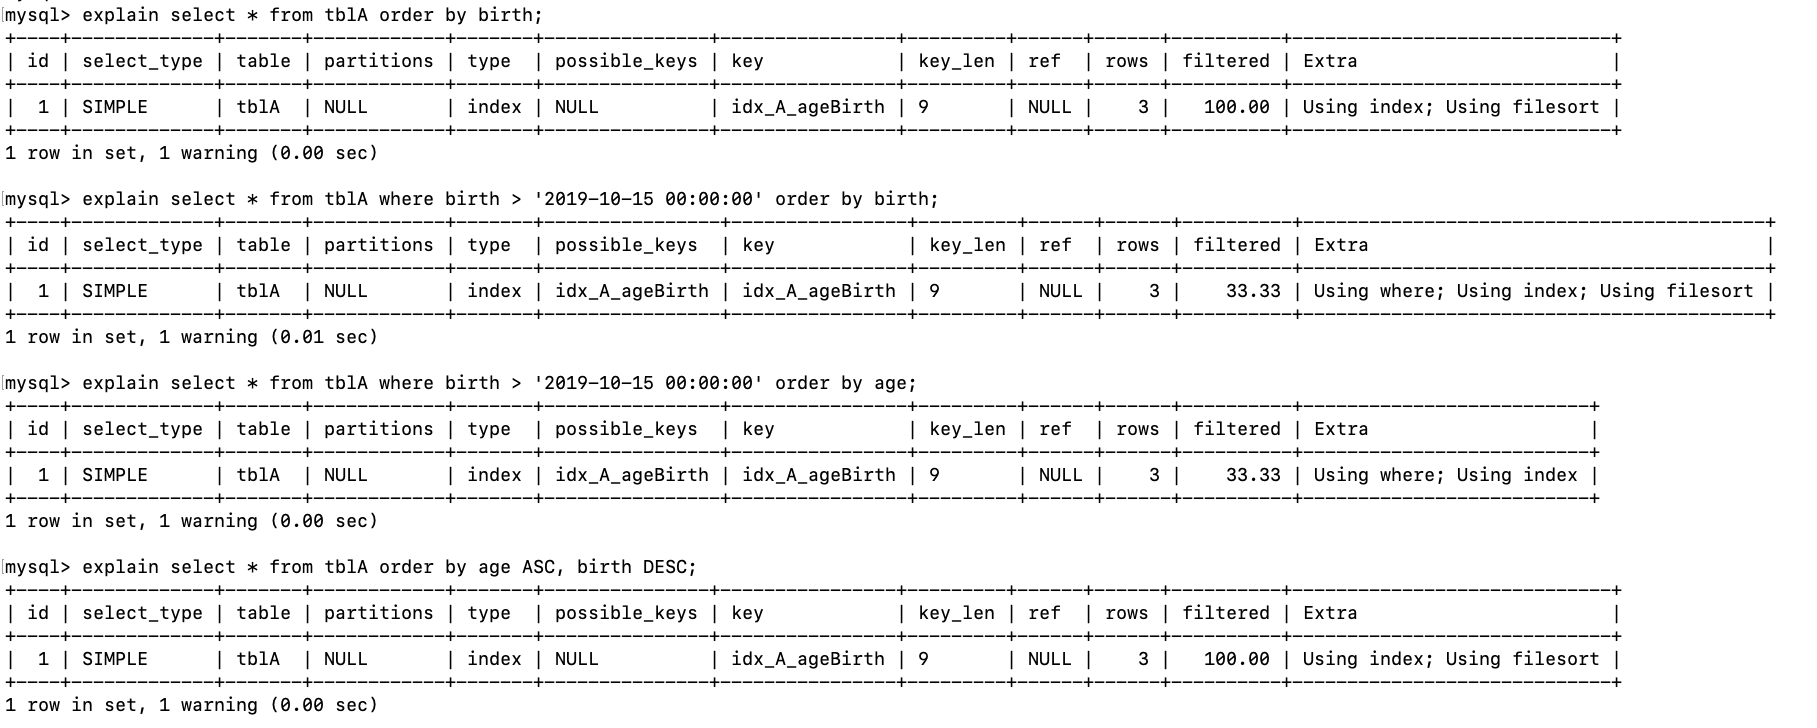 mysql> explain select * from tblA order by birth;
+----+-------------+-------+------------+-------+---------------+----------------+---------+------+------+----------+-----------------------------+
| id | select_type | table | partitions | type  | possible_keys | key            | key_len | ref  | rows | filtered | Extra                       |
+----+-------------+-------+------------+-------+---------------+----------------+---------+------+------+----------+-----------------------------+
|  1 | SIMPLE      | tblA  | NULL       | index | NULL          | idx_A_ageBirth | 9       | NULL |    3 |   100.00 | Using index; Using filesort |
+----+-------------+-------+------------+-------+---------------+----------------+---------+------+------+----------+-----------------------------+
1 row in set, 1 warning (0.00 sec)
mysql> explain select * from tblA where birth > '2019-10-15 00:00:00' order by birth;
+----+-------------+-------+------------+-------+----------------+----------------+---------+------+------+----------+------------------------------------------+
| id | select_type | table | partitions | type  | possible_keys  | key            | key_len | ref  | rows | filtered | Extra                                    |
+----+-------------+-------+------------+-------+----------------+----------------+---------+------+------+----------+------------------------------------------+
|  1 | SIMPLE      | tblA  | NULL       | index | idx_A_ageBirth | idx_A_ageBirth | 9       | NULL |    3 |    33.33 | Using where; Using index; Using filesort |
+----+-------------+-------+------------+-------+----------------+----------------+---------+------+------+----------+------------------------------------------+
1 row in set, 1 warning (0.01 sec)
mysql> explain select * from tblA where birth > '2019-10-15 00:00:00' order by age;
+----+-------------+-------+------------+-------+----------------+----------------+---------+------+------+----------+--------------------------+
| id | select_type | table | partitions | type  | possible_keys  | key            | key_len | ref  | rows | filtered | Extra                    |
+----+-------------+-------+------------+-------+----------------+----------------+---------+------+------+----------+--------------------------+
|  1 | SIMPLE      | tblA  | NULL       | index | idx_A_ageBirth | idx_A_ageBirth | 9       | NULL |    3 |    33.33 | Using where; Using index |
+----+-------------+-------+------------+-------+----------------+----------------+---------+------+------+----------+--------------------------+
1 row in set, 1 warning (0.00 sec)
mysql> explain select * from tblA order by age ASC, birth DESC;
+----+-------------+-------+------------+-------+---------------+----------------+---------+------+------+----------+-----------------------------+
| id | select_type | table | partitions | type  | possible_keys | key            | key_len | ref  | rows | filtered | Extra                       |
+----+-------------+-------+------------+-------+---------------+----------------+---------+------+------+----------+-----------------------------+
|  1 | SIMPLE      | tblA  | NULL       | index | NULL          | idx_A_ageBirth | 9       | NULL |    3 |   100.00 | Using index; Using filesort |
+----+-------------+-------+------------+-------+---------------+----------------+---------+------+------+----------+-----------------------------+
1 row in set, 1 warning (0.00 sec)